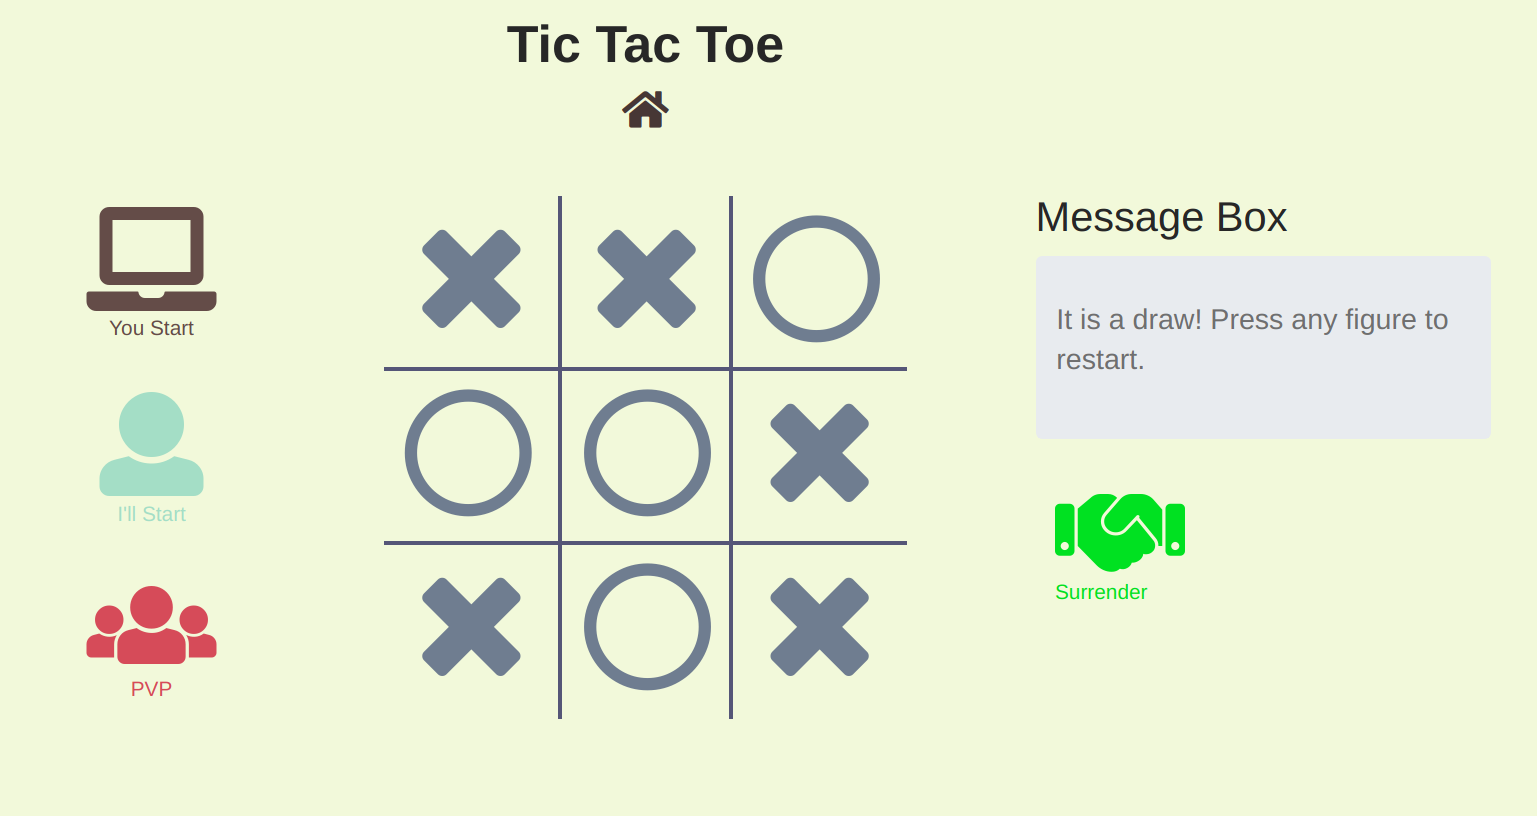 Tic Tac Toe
You Start
I'll Start
PVP
Message Box
It is a draw! Press any figure to
restart.
Surrender